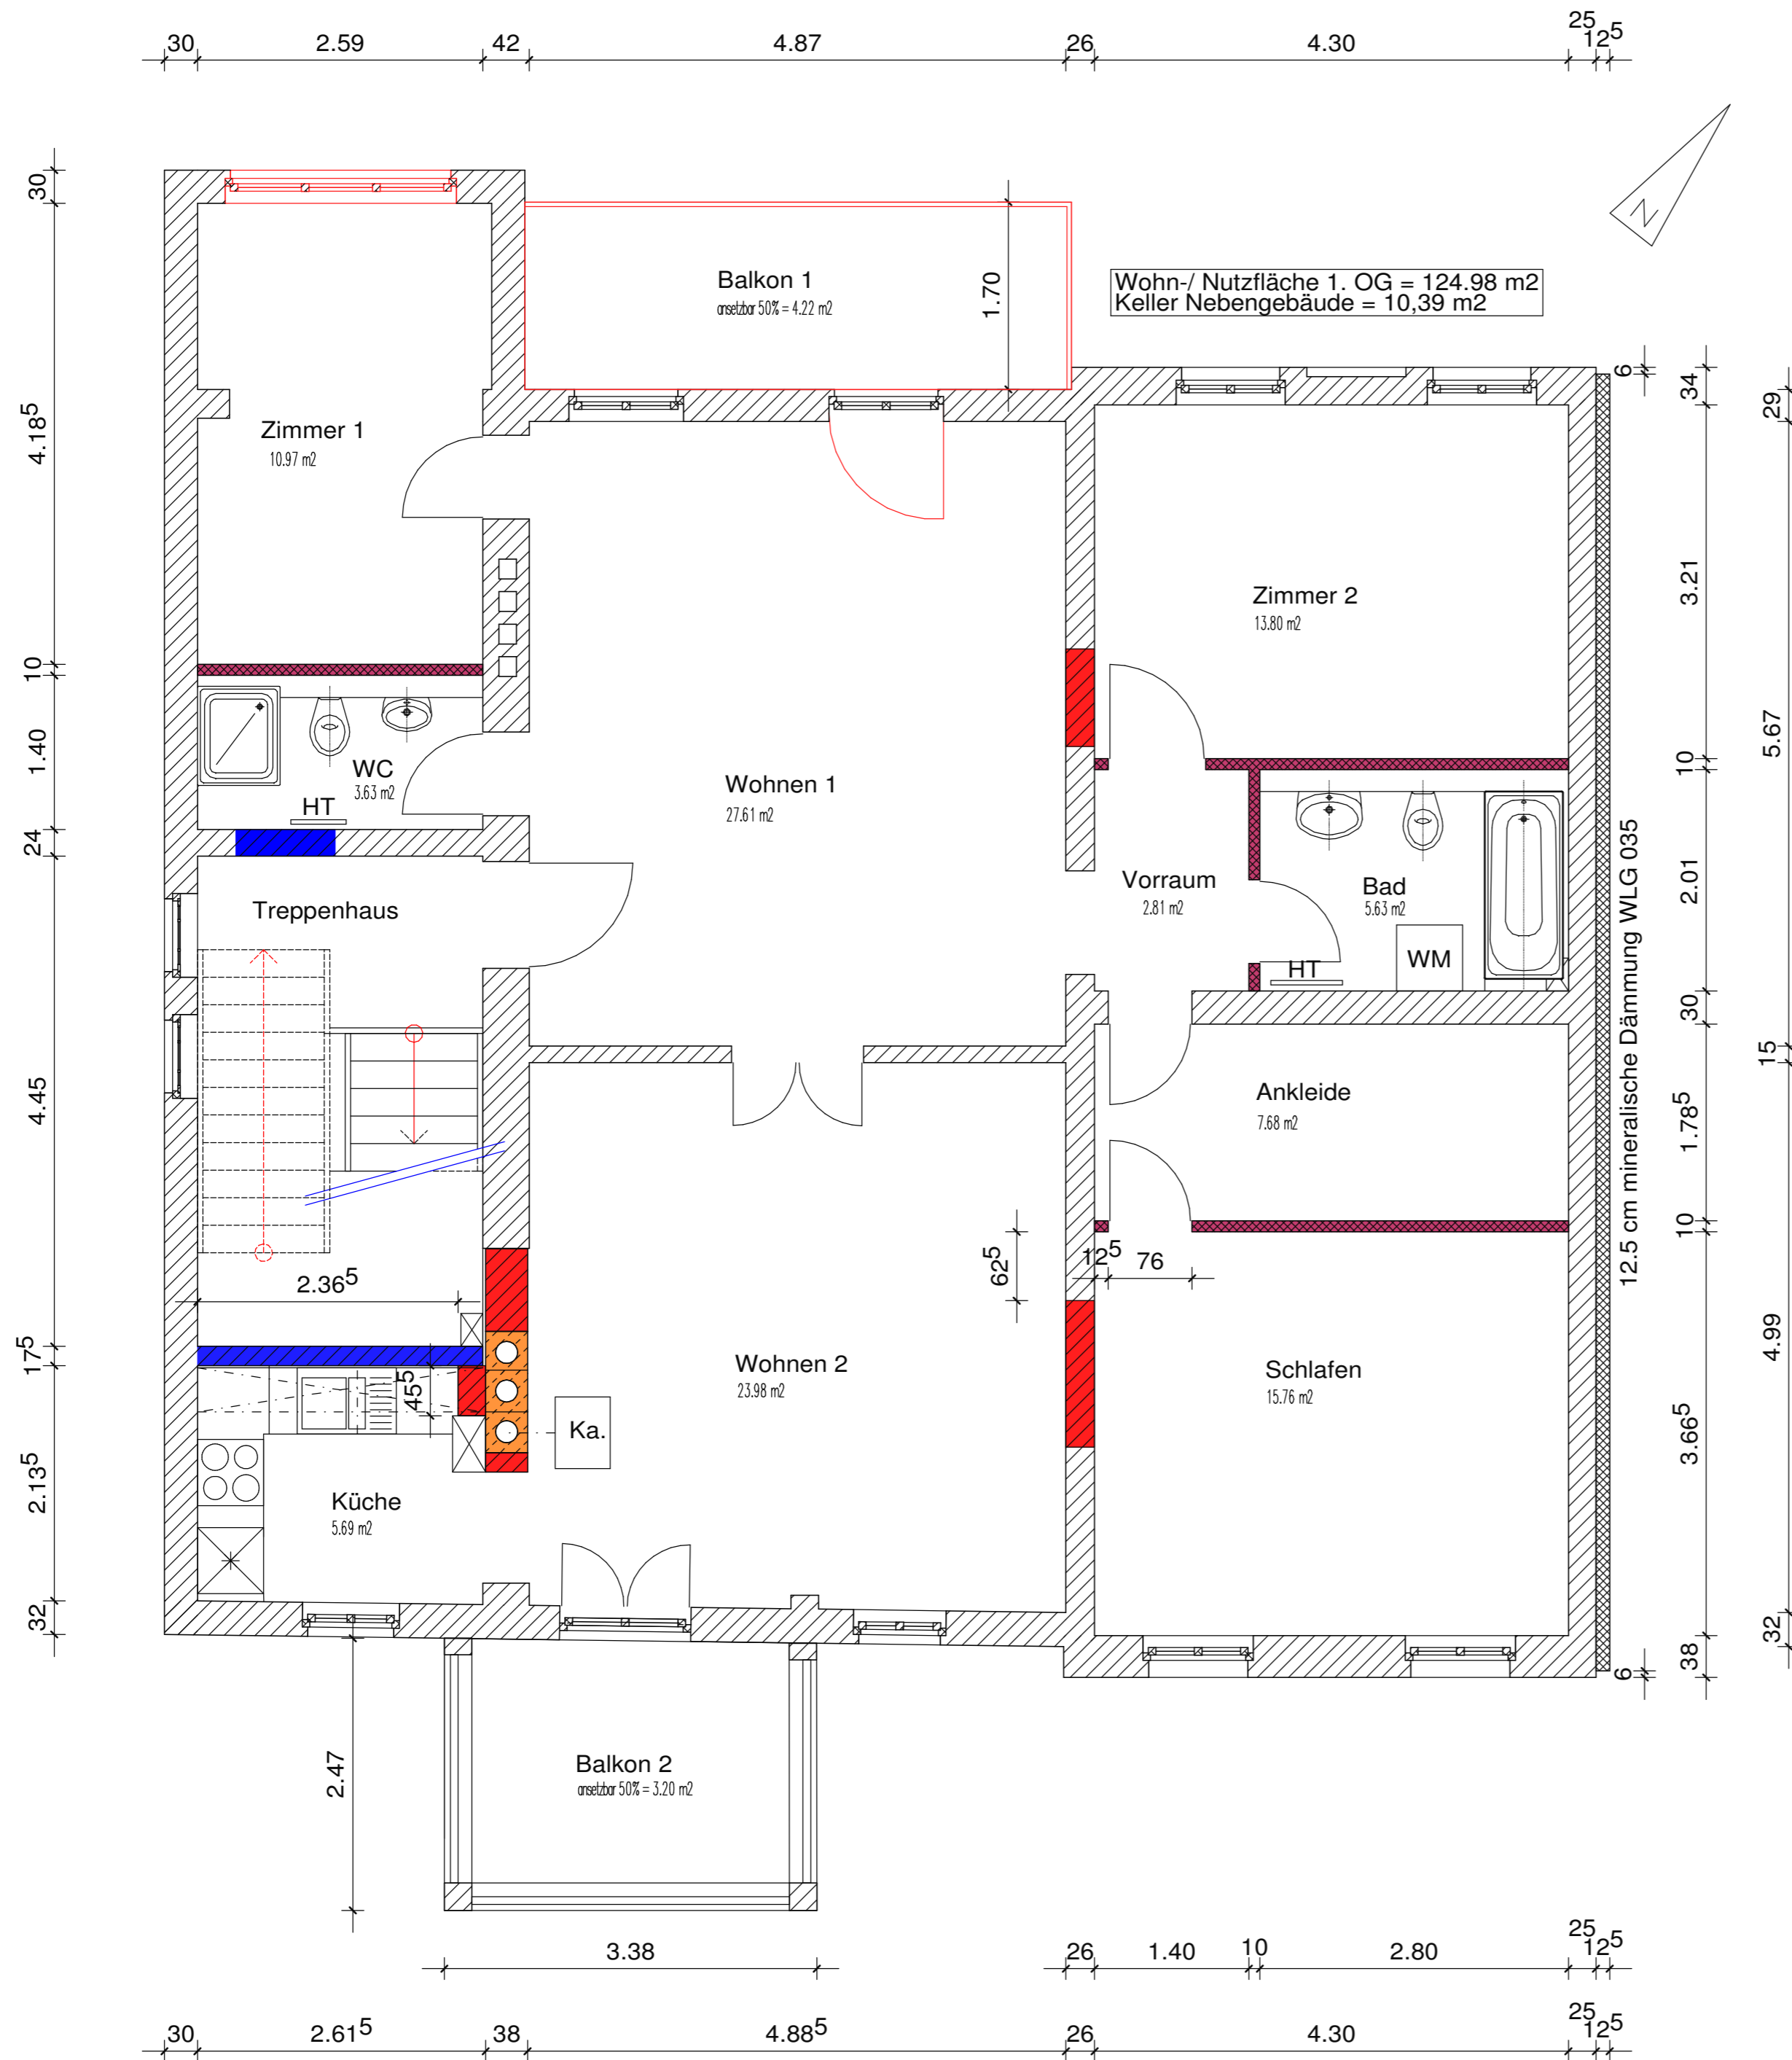 30 2.59 42 4.87 26 4.30 25 12⁵
N
Balkon 1
ansetzbar 50% = 4.22 m2
1.70
Wohn-/ Nutzfläche 1. OG = 124.98 m2
Keller Nebengebäude = 10,39 m2
Zimmer 1
10.97 m2
Zimmer 2
13.80 m2
WC
3.63 m2
HT
Wohnen 1
27.61 m2
Treppenhaus
Vorraum
2.81 m2
Bad
5.63 m2
WM
HT
Ankleide
7.68 m2
62⁵
12⁵ 76
2.36⁵
45⁵
Wohnen 2
23.98 m2
Ka.
Schlafen
15.76 m2
Küche
5.69 m2
Balkon 2
ansetzbar 50% = 3.20 m2
2.47
30
4.18⁵
10
1.40
24
4.45
17⁵
2.13⁵
32
12.5 cm mineralische Dämmung WLG 035
6
6
34
3.21
10
2.01
30
1.78⁵
10
3.66⁵
38
29
5.67
15
4.99
32
3.38 26 1.40 10 2.80 25 12⁵
30 2.61⁵ 38 4.88⁵ 26 4.30 25 12⁵